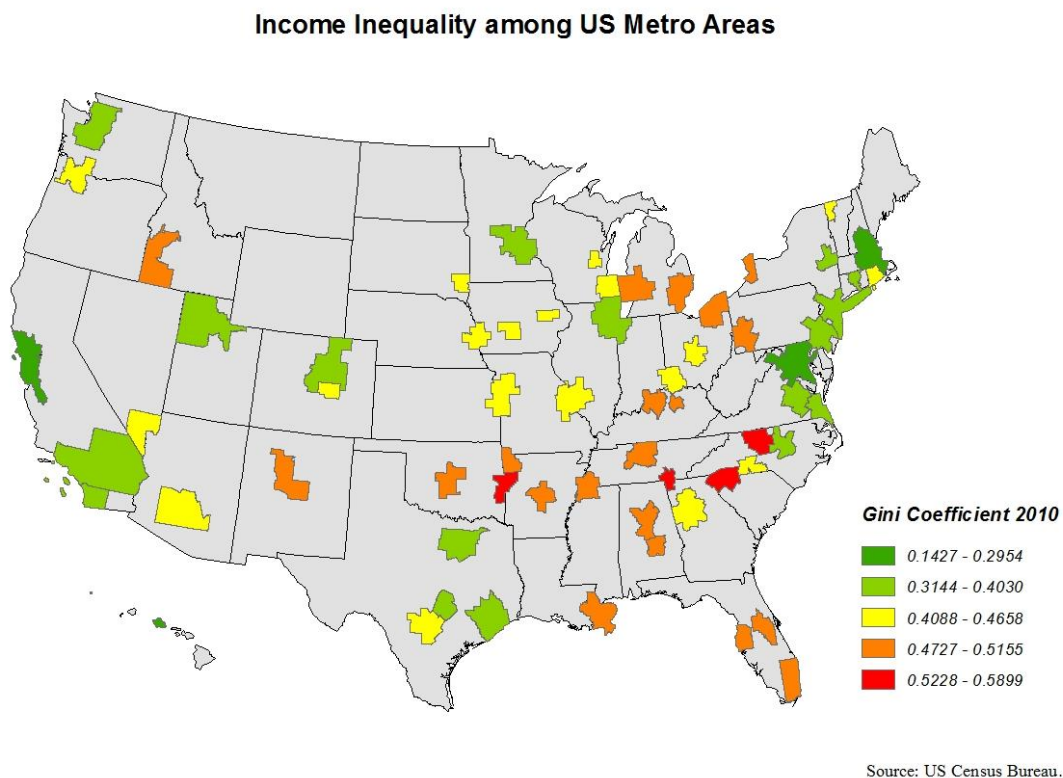 Income Inequality among US Metro Areas
Gini Coefficient 2010
0.1427 - 0.2954
0.3144 - 0.4030
0.4088 - 0.4658
0.4727 - 0.5155
0.5228 - 0.5899
Source: US Census Bureau.